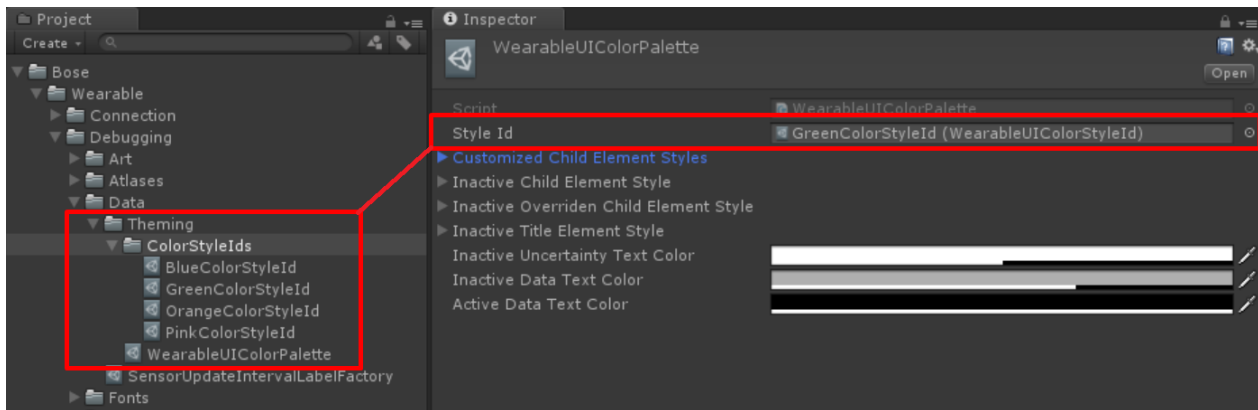 Project
Create
Bose
Wearable
Connection
Debugging
Art
Atlases
Data
Theming
ColorStyleIds
BlueColorStyleId
GreenColorStyleId
OrangeColorStyleId
PinkColorStyleId
WearableUIColorPalette
SensorUpdateIntervalLabelFactory
Fonts
Inspector
WearableUIColorPalette
Open
Script WearableUIColorPalette
Style Id GreenColorStyleId (WearableUIColorStyleId)
Customized Child Element Styles
Inactive Child Element Style
Inactive Overriden Child Element Style
Inactive Title Element Style
Inactive Uncertainty Text Color
Inactive Data Text Color
Active Data Text Color